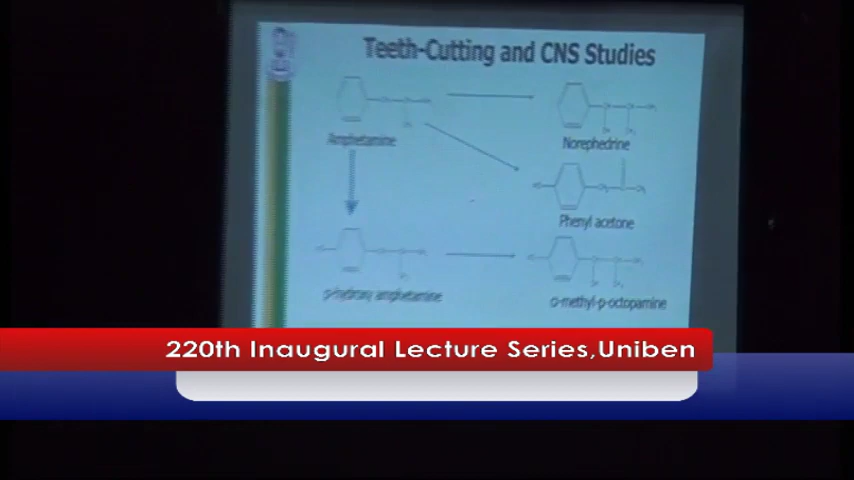 Teeth-Cutting and CNS Studies
Amphetamine
Norephedrine
Phenyl acetone
p-hydroxy amphetamine
α-methyl-p-octopamine
220th Inaugural Lecture Series,Uniben